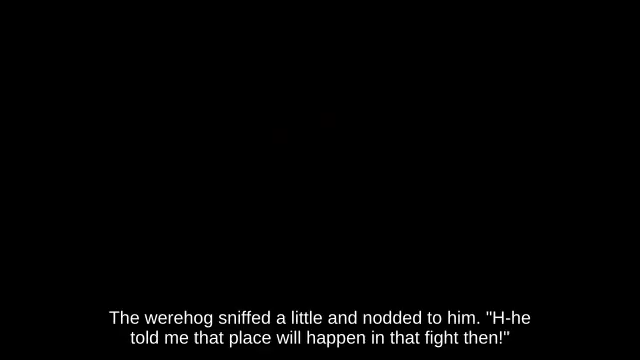 The werehog sniffed a little and nodded to him. "H-he
told me that place will happen in that fight then!"